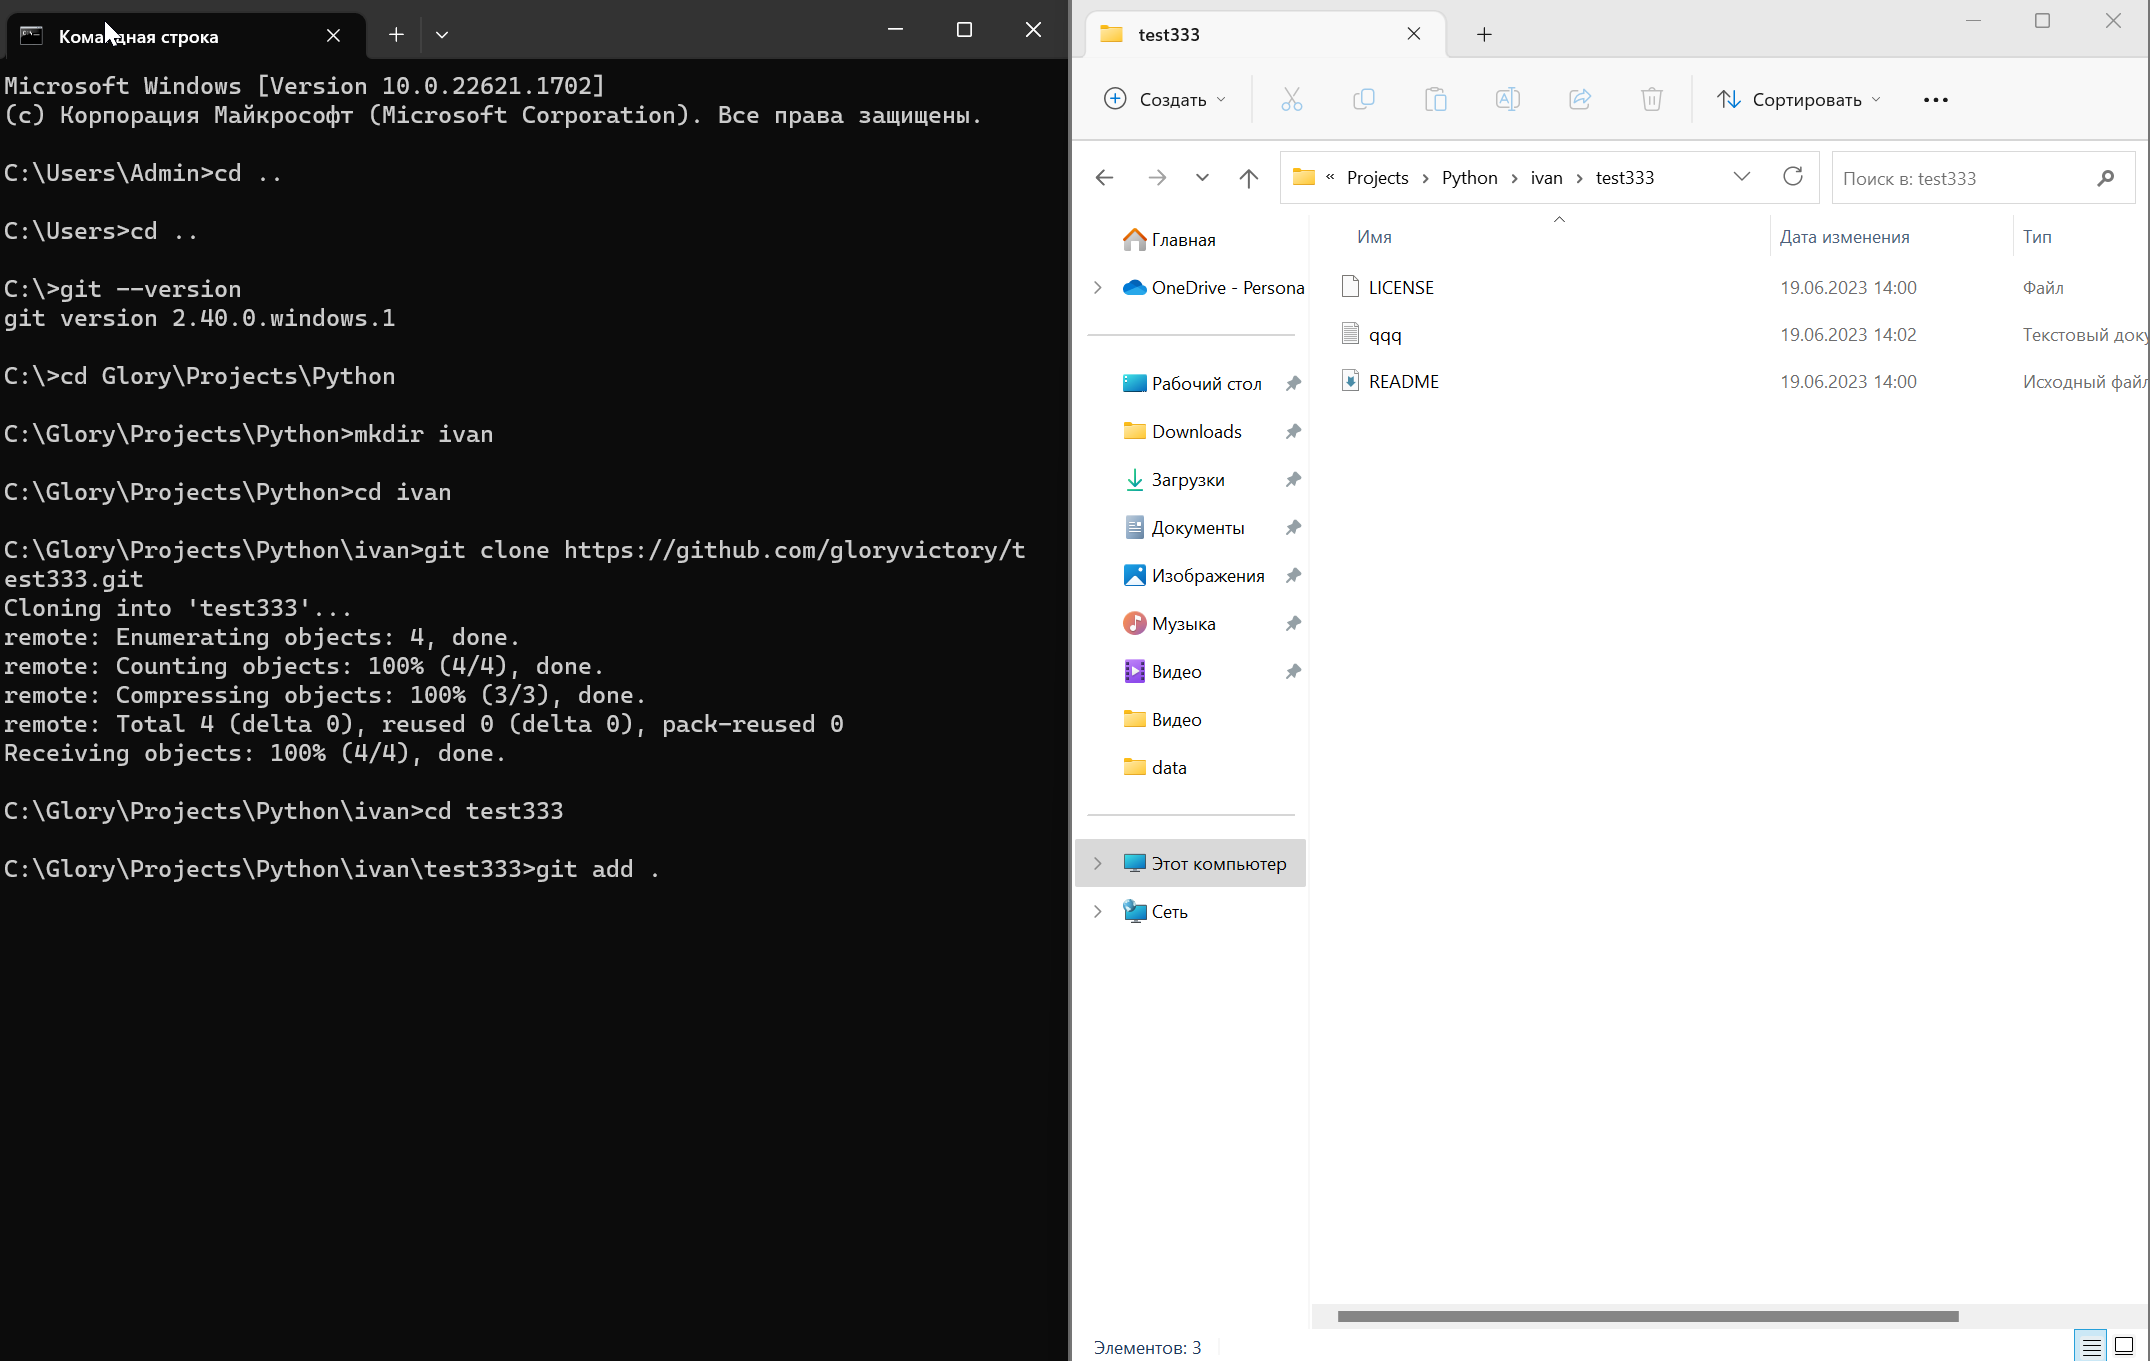 Командная строка
Microsoft Windows [Version 10.0.22621.1702]
(c) Корпорация Майкрософт (Microsoft Corporation). Все права защищены.
C:\Users\Admin>cd ..
C:\Users>cd ..
C:\>git --version
git version 2.40.0.windows.1
C:\>cd Glory\Projects\Python
C:\Glory\Projects\Python>mkdir ivan
C:\Glory\Projects\Python>cd ivan
C:\Glory\Projects\Python\ivan>git clone https://github.com/gloryvictory/t
est333.git
Cloning into 'test333'...
remote: Enumerating objects: 4, done.
remote: Counting objects: 100% (4/4), done.
remote: Compressing objects: 100% (3/3), done.
remote: Total 4 (delta 0), reused 0 (delta 0), pack-reused 0
Receiving objects: 100% (4/4), done.
C:\Glory\Projects\Python\ivan>cd test333
C:\Glory\Projects\Python\ivan\test333>git add .
test333
Создать
Сортировать
« Projects > Python > ivan > test333
Поиск в: test333
Главная
OneDrive - Persona
Рабочий стол
Downloads
Загрузки
Документы
Изображения
Музыка
Видео
Видео
data
Этот компьютер
Сеть
Имя Дата изменения Тип
LICENSE 19.06.2023 14:00 Файл
qqq 19.06.2023 14:02 Текстовый доку
README 19.06.2023 14:00 Исходный файл
Элементов: 3